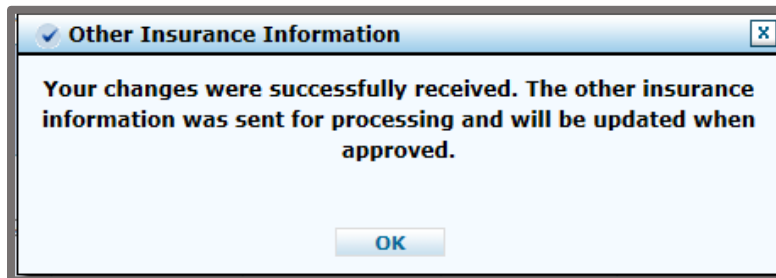 Other Insurance Information
x
Your changes were successfully received. The other insurance
information was sent for processing and will be updated when
approved.
OK